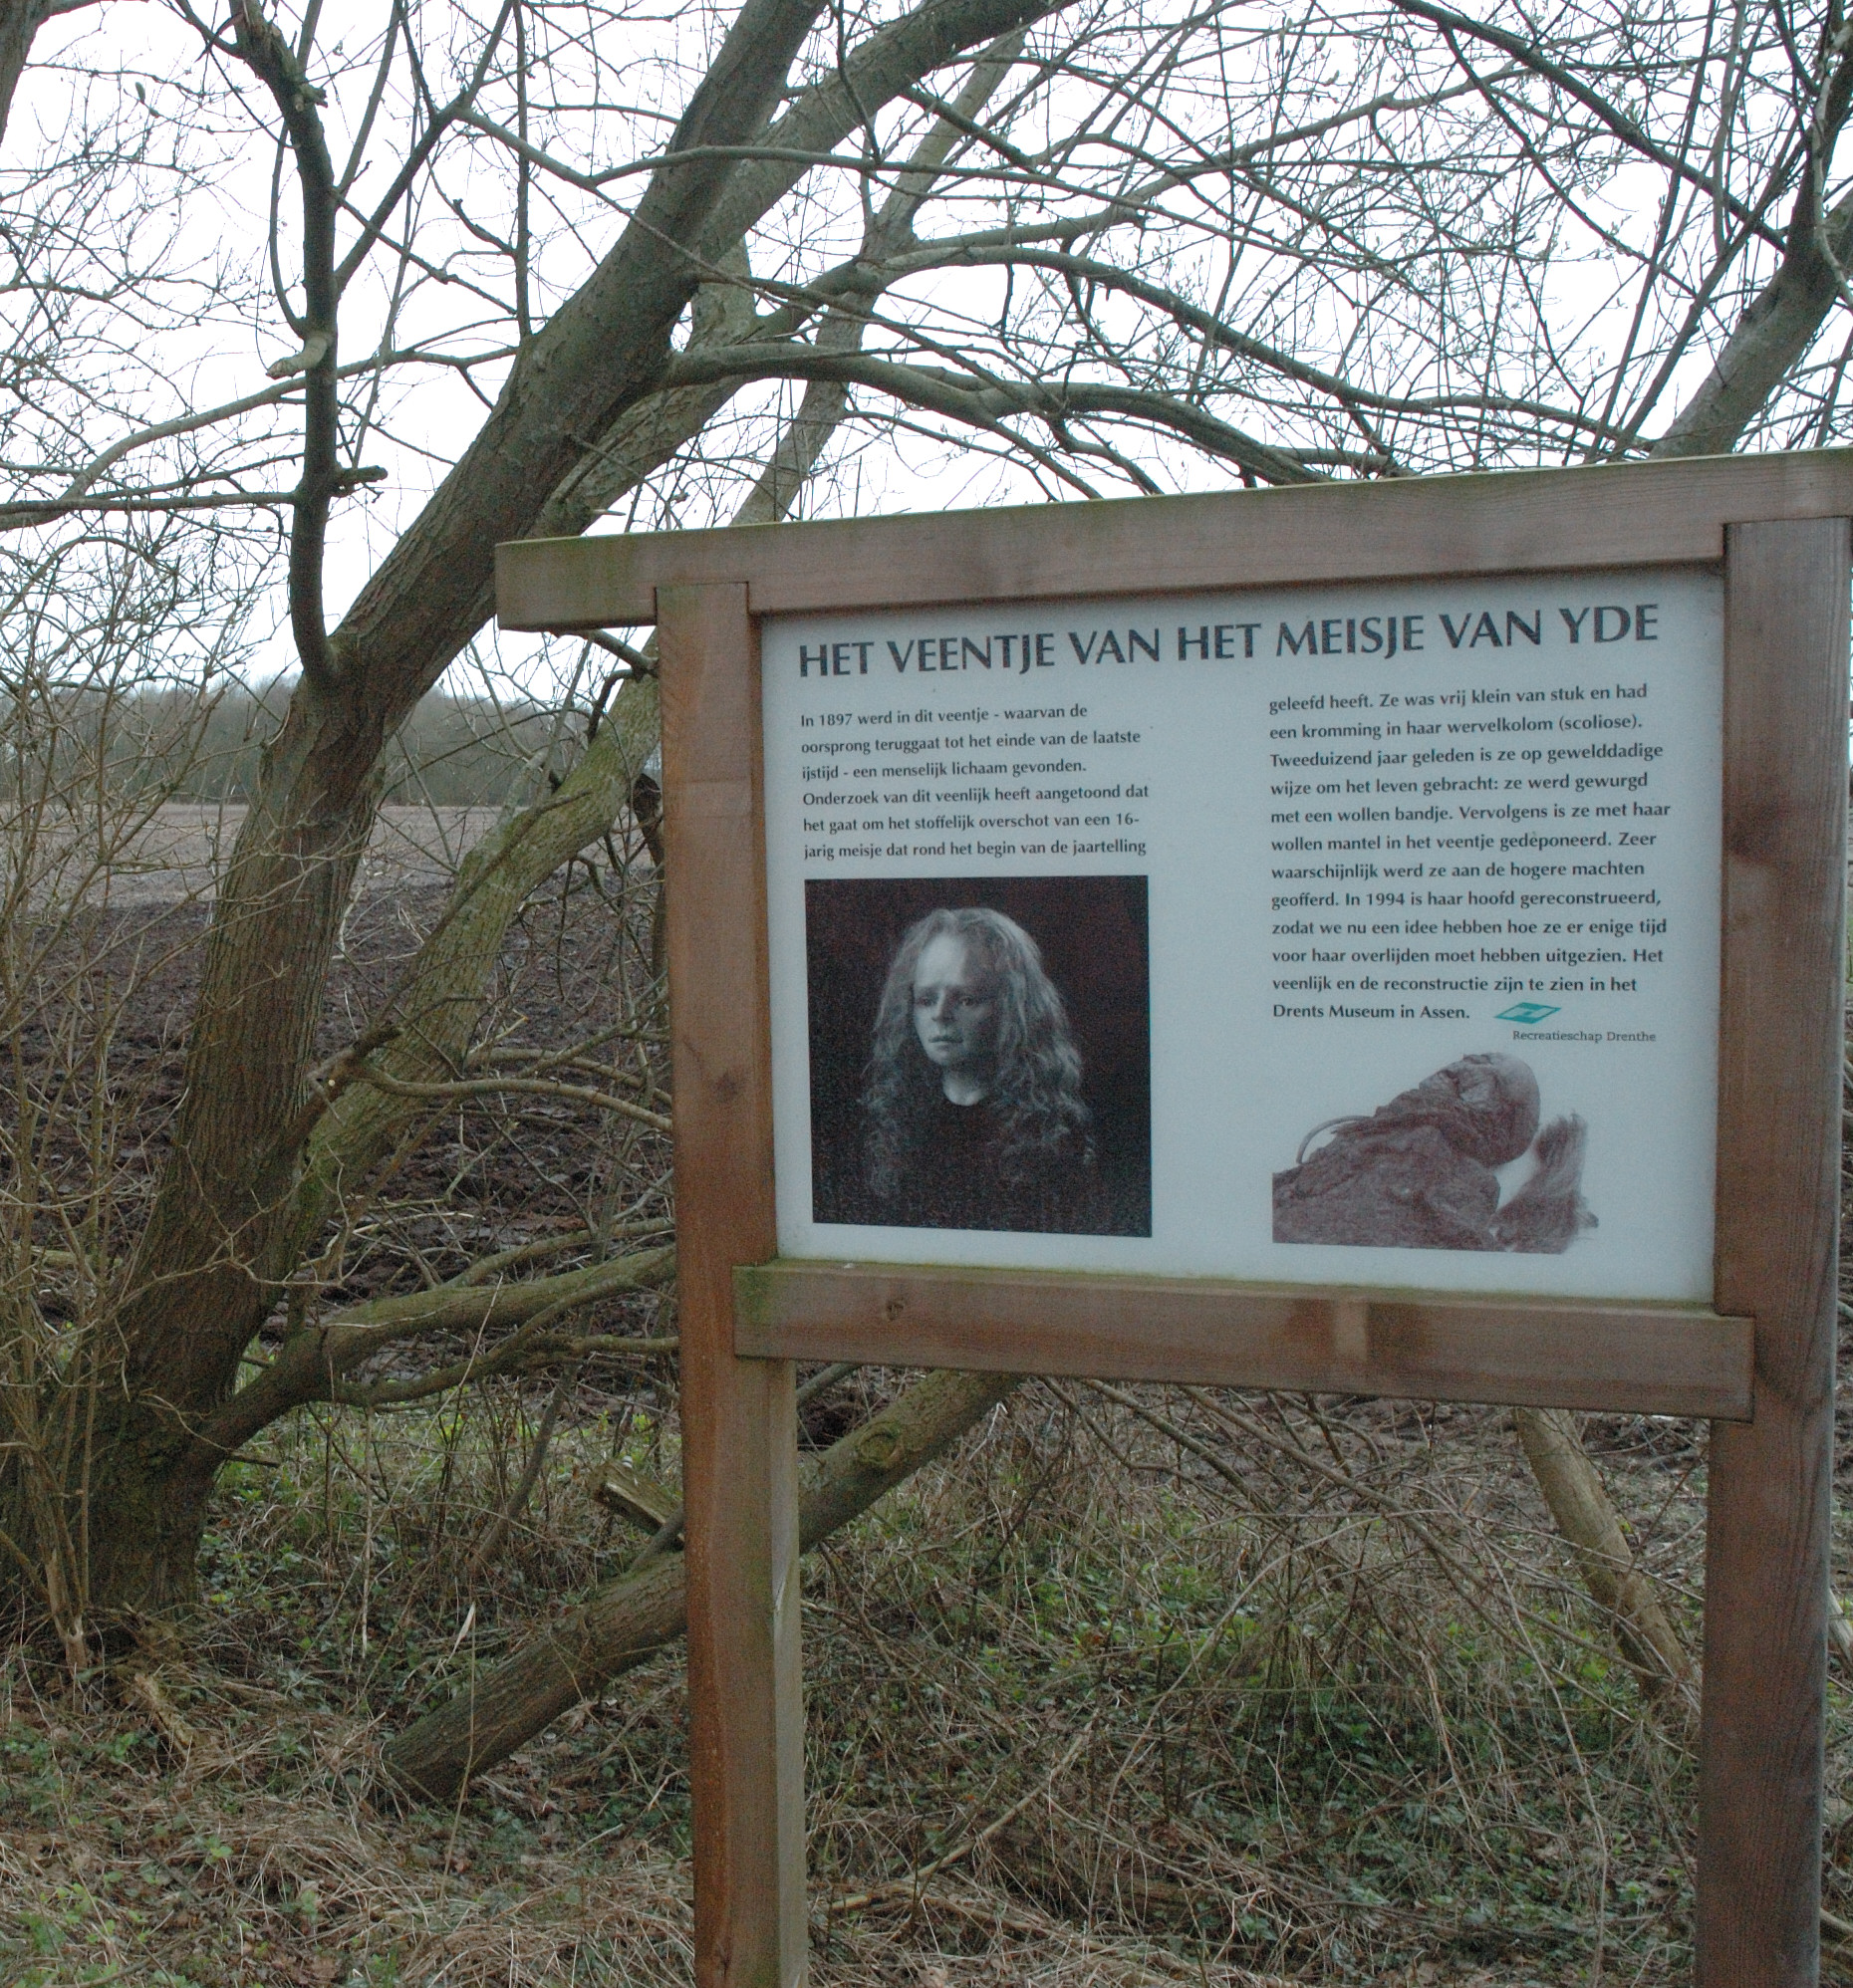 HET VEENTJE VAN HET MEISJE VAN YDE
In 1897 werd in dit veentje - waarvan de
oorsprong teruggaat tot het einde van de laatste
ijstijd - een menselijk lichaam gevonden.
Onderzoek van dit veenlijk heeft aangetoond dat
het gaat om het stoffelijk overschot van een 16-
jarig meisje dat rond het begin van de jaartelling
geleefd heeft. Ze was vrij klein van stuk en had
een kromming in haar wervelkolom (scoliose).
Tweeduizend jaar geleden is ze op gewelddadige
wijze om het leven gebracht: ze werd gewurgd
met een wollen bandje. Vervolgens is ze met haar
wollen mantel in het veentje gedeponeerd. Zeer
waarschijnlijk werd ze aan de hogere machten
geofferd. In 1994 is haar hoofd gereconstrueerd,
zodat we nu een idee hebben hoe ze er enige tijd
voor haar overlijden moet hebben uitgezien. Het
veenlijk en de reconstructie zijn te zien in het
Drents Museum in Assen.
Recreatieschap Drenthe